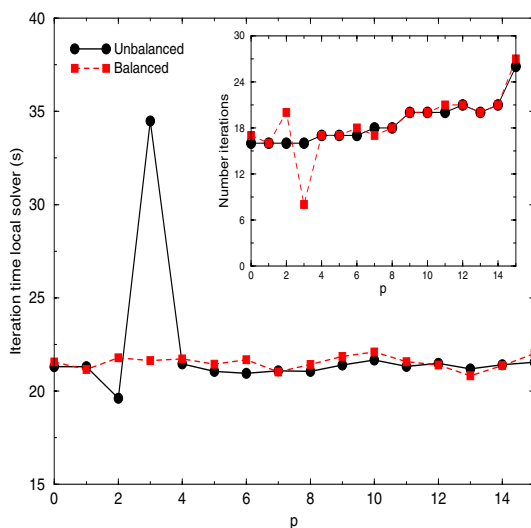 40
35
30
25
20
15
Iteration time local solver (s)
Unbalanced
Balanced
0 2 4 6 8 10 12 14
p
30
24
18
12
6
0
Number iterations
0 2 4 6 8 10 12 14
p